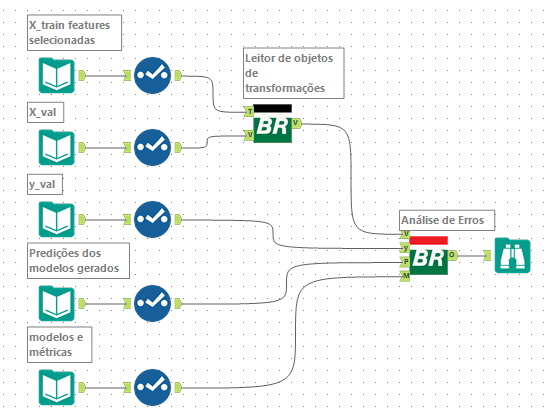 X_train features
selecionadas
Leitor de objetos
de
transformações
X_val
T
V
BR
V
y_val
Análise de Erros
V
y
P
M
BR
O
Predições dos
modelos gerados
modelos e
métricas